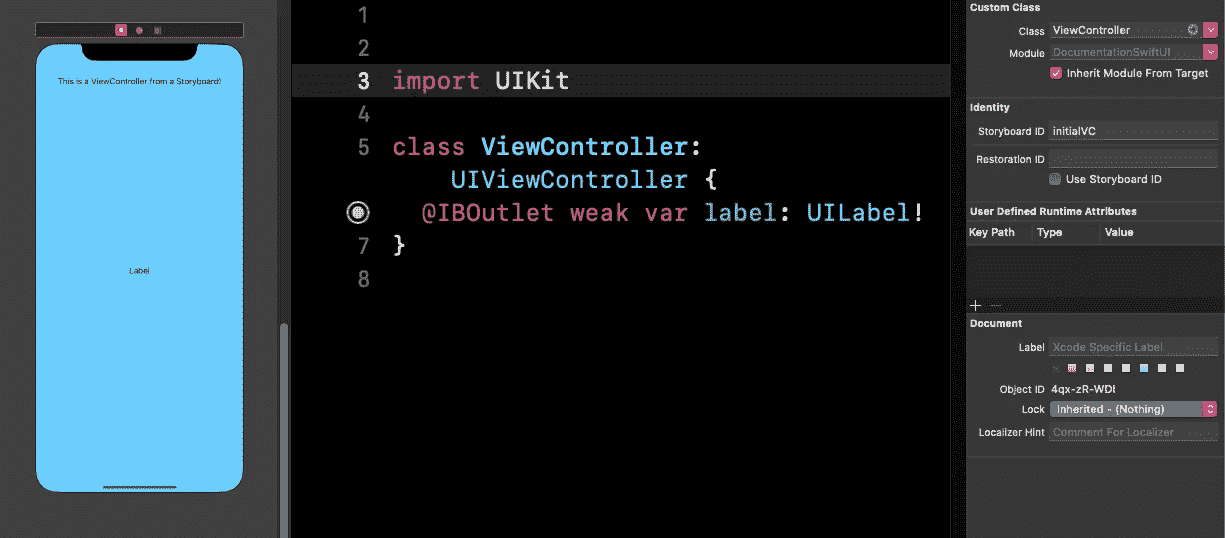 This is a ViewController from a Storyboard!
Label
1
2
3 import UIKit
4
5 class ViewController:
UIViewController {
@IBOutlet weak var label: UILabel!
7 }
8
Custom Class
Class ViewController
Module DocumentationSwiftUI
Inherit Module From Target
Identity
Storyboard ID initialVC
Restoration ID
Use Storyboard ID
User Defined Runtime Attributes
Key Path Type Value
+ −
Document
Label Xcode Specific Label
Object ID 4qx-zR-WDt
Lock Inherited - (Nothing)
Localizer Hint Comment For Localizer